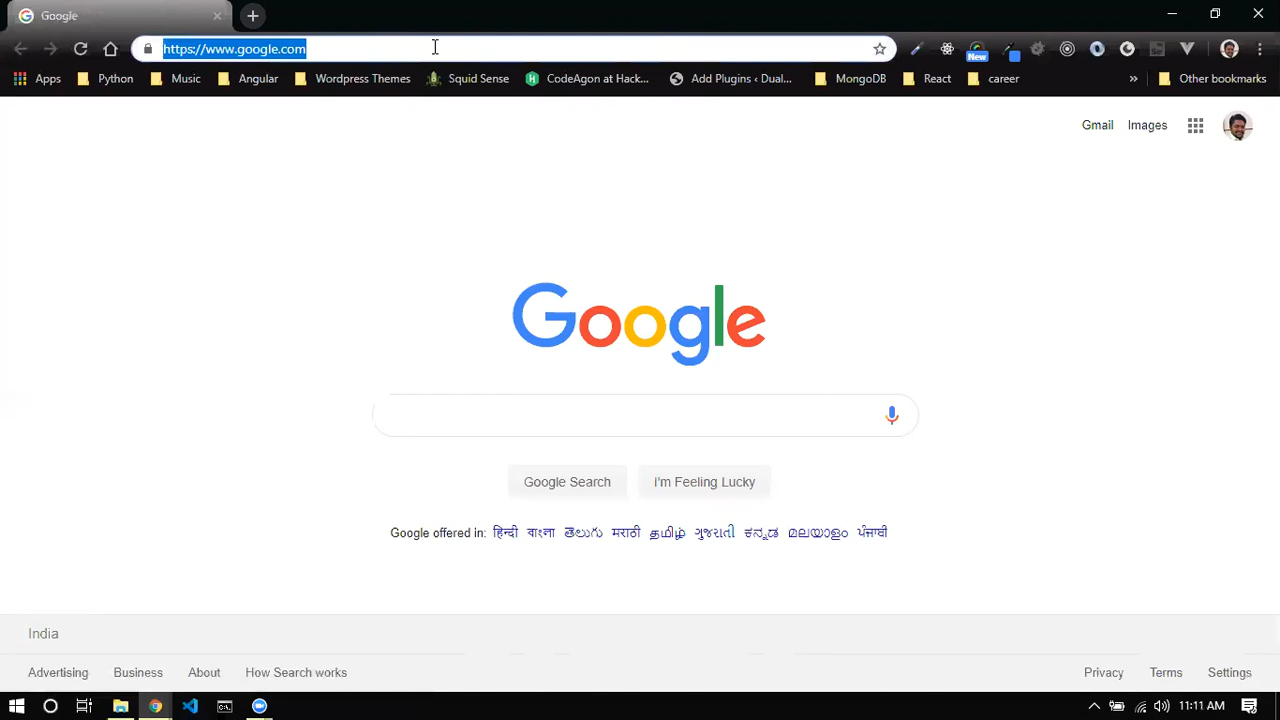 Google
https://www.google.com
New
Apps Python Music Angular Wordpress Themes Squid Sense CodeAgon at Hack... Add Plugins ‹ Dual... MongoDB React career » Other bookmarks
Gmail Images
Google
Google Search I'm Feeling Lucky
Google offered in: हिन्दी বাংলা తెలుగు मराठी தமிழ் ગુજરાતી ಕನ್ನಡ മലയാളം ਪੰਜਾਬੀ
India
Advertising Business About How Search works Privacy Terms Settings
11:11 AM